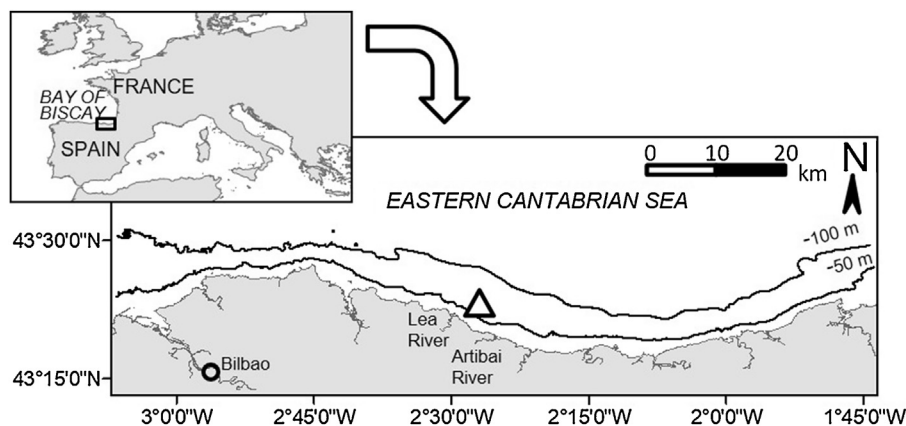 FRANCE
BAY OF
BISCAY
SPAIN
0 10 20
km
N
EASTERN CANTABRIAN SEA
43°30'0"N
-100 m
-50 m
Lea
River
Artibai
River
Bilbao
43°15'0"N
3°0'0"W 2°45'0"W 2°30'0"W 2°15'0"W 2°0'0"W 1°45'0"W